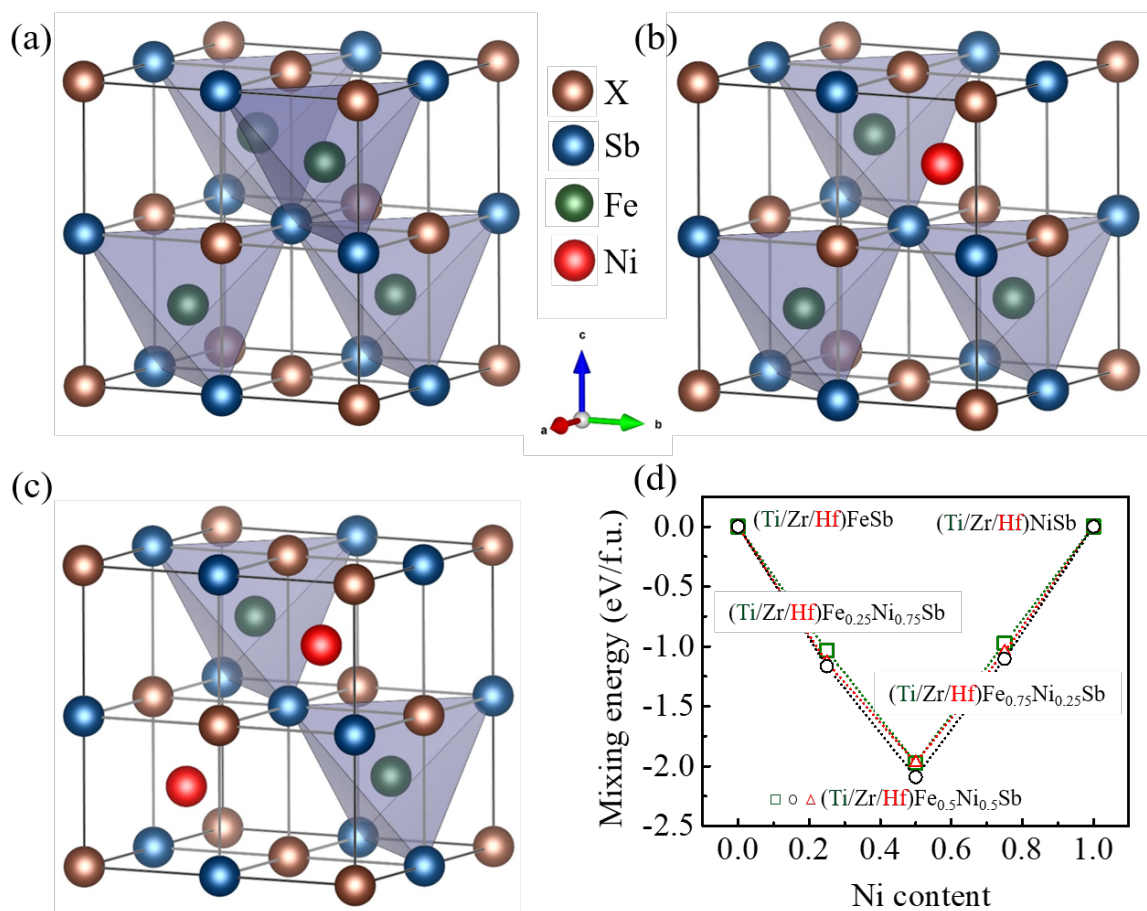 (a)
(b)
X
Sb
Fe
Ni
c
a
b
(c)
(d)
Mixing energy (eV/f.u.)
0.0
-0.5
-1.0
-1.5
-2.0
-2.5
(Ti/Zr/Hf)FeSb
(Ti/Zr/Hf)NiSb
(Ti/Zr/Hf)Fe0.25Ni0.75Sb
(Ti/Zr/Hf)Fe0.75Ni0.25Sb
(Ti/Zr/Hf)Fe0.5Ni0.5Sb
0.0 0.2 0.4 0.6 0.8 1.0
Ni content